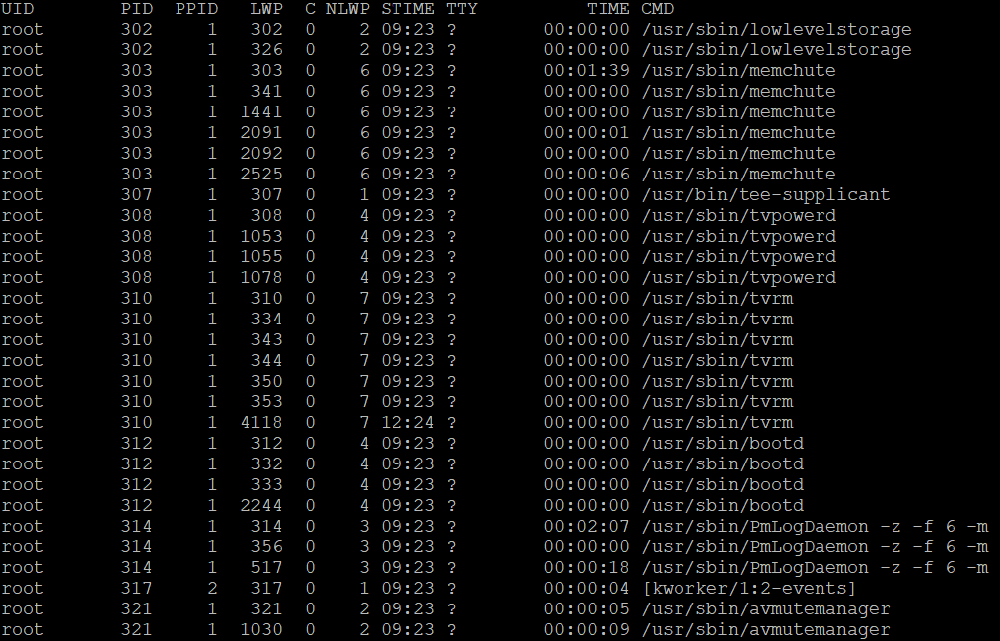 UID        PID  PPID   LWP  C NLWP STIME TTY          TIME CMD
root       302     1   302  0    2 09:23 ?        00:00:00 /usr/sbin/lowlevelstorage
root       302     1   326  0    2 09:23 ?        00:00:00 /usr/sbin/lowlevelstorage
root       303     1   303  0    6 09:23 ?        00:01:39 /usr/sbin/memchute
root       303     1   341  0    6 09:23 ?        00:00:00 /usr/sbin/memchute
root       303     1  1441  0    6 09:23 ?        00:00:00 /usr/sbin/memchute
root       303     1  2091  0    6 09:23 ?        00:00:01 /usr/sbin/memchute
root       303     1  2092  0    6 09:23 ?        00:00:00 /usr/sbin/memchute
root       303     1  2525  0    6 09:23 ?        00:00:06 /usr/sbin/memchute
root       307     1   307  0    1 09:23 ?        00:00:00 /usr/bin/tee-supplicant
root       308     1   308  0    4 09:23 ?        00:00:00 /usr/sbin/tvpowerd
root       308     1  1053  0    4 09:23 ?        00:00:00 /usr/sbin/tvpowerd
root       308     1  1055  0    4 09:23 ?        00:00:00 /usr/sbin/tvpowerd
root       308     1  1078  0    4 09:23 ?        00:00:00 /usr/sbin/tvpowerd
root       310     1   310  0    7 09:23 ?        00:00:00 /usr/sbin/tvrm
root       310     1   334  0    7 09:23 ?        00:00:00 /usr/sbin/tvrm
root       310     1   343  0    7 09:23 ?        00:00:00 /usr/sbin/tvrm
root       310     1   344  0    7 09:23 ?        00:00:00 /usr/sbin/tvrm
root       310     1   350  0    7 09:23 ?        00:00:00 /usr/sbin/tvrm
root       310     1   353  0    7 09:23 ?        00:00:00 /usr/sbin/tvrm
root       310     1  4118  0    7 12:24 ?        00:00:00 /usr/sbin/tvrm
root       312     1   312  0    4 09:23 ?        00:00:00 /usr/sbin/bootd
root       312     1   332  0    4 09:23 ?        00:00:00 /usr/sbin/bootd
root       312     1   333  0    4 09:23 ?        00:00:00 /usr/sbin/bootd
root       312     1  2244  0    4 09:23 ?        00:00:00 /usr/sbin/bootd
root       314     1   314  0    3 09:23 ?        00:02:07 /usr/sbin/PmLogDaemon -z -f 6 -m
root       314     1   356  0    3 09:23 ?        00:00:00 /usr/sbin/PmLogDaemon -z -f 6 -m
root       314     1   517  0    3 09:23 ?        00:00:18 /usr/sbin/PmLogDaemon -z -f 6 -m
root       317     2   317  0    1 09:23 ?        00:00:04 [kworker/1:2-events]
root       321     1   321  0    2 09:23 ?        00:00:05 /usr/sbin/avmutemanager
root       321     1  1030  0    2 09:23 ?        00:00:09 /usr/sbin/avmutemanager